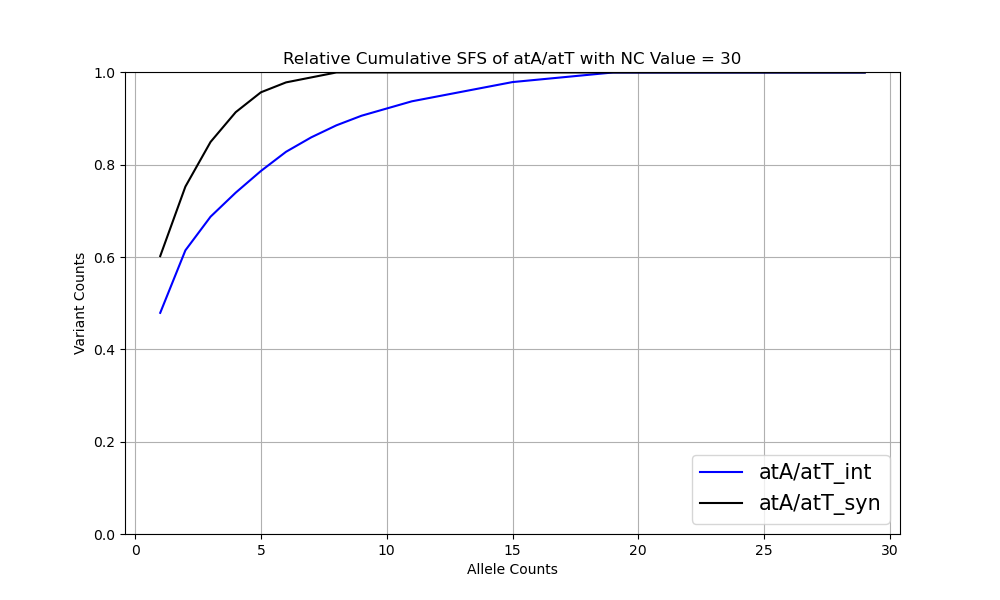 Relative Cumulative SFS of atA/atT with NC Value = 30
1.0
0.8
0.6
0.4
0.2
0.0
Variant Counts
atA/atT_int
atA/atT_syn
0 5 10 15 20 25 30
Allele Counts